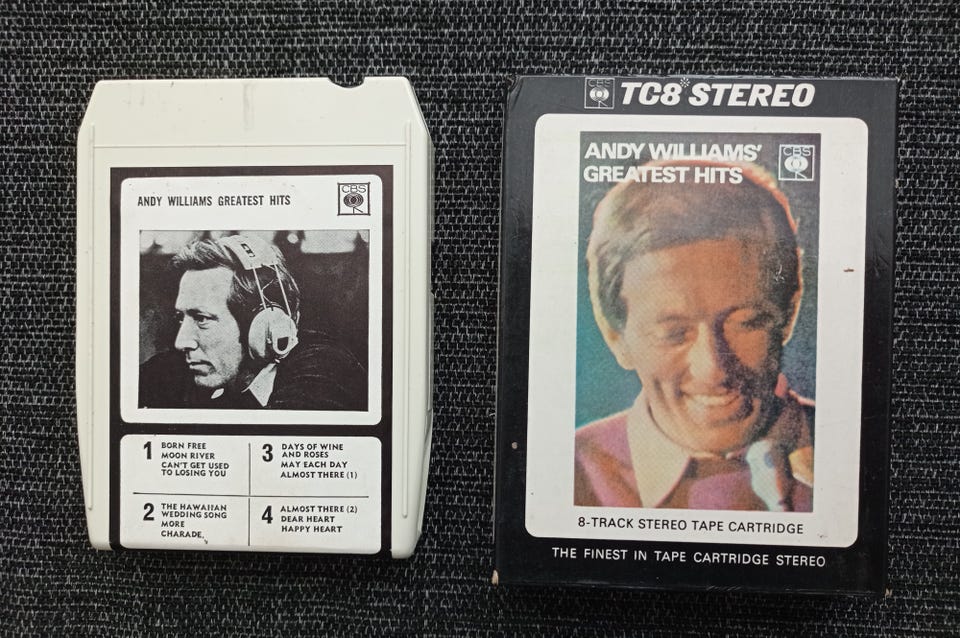 ANDY WILLIAMS GREATEST HITS
CBS
1 BORN FREE
MOON RIVER
CAN'T GET USED
TO LOSING YOU
2 THE HAWAIIAN
WEDDING SONG
MORE
CHARADE.
3 DAYS OF WINE
AND ROSES
MAY EACH DAY
ALMOST THERE (1)
4 ALMOST THERE (2)
DEAR HEART
HAPPY HEART
CBS TC8 STEREO
ANDY WILLIAMS'
GREATEST HITS
CBS
8-TRACK STEREO TAPE CARTRIDGE
THE FINEST IN TAPE CARTRIDGE STEREO